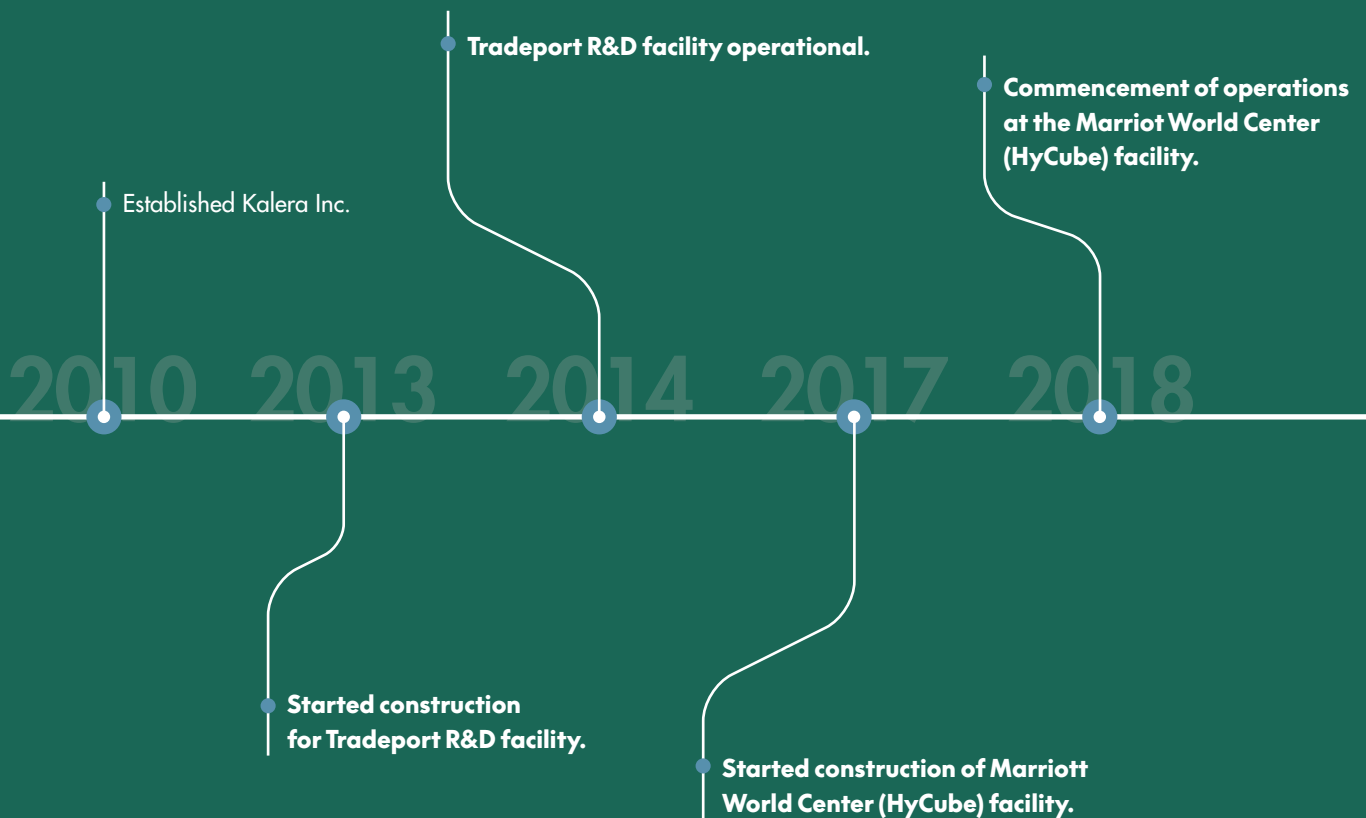 Tradeport R&D facility operational.
Commencement of operations
at the Marriot World Center
(HyCube) facility.
Established Kalera Inc.
2010
2013
2014
2017
2018
Started construction
for Tradeport R&D facility.
Started construction of Marriott
World Center (HyCube) facility.